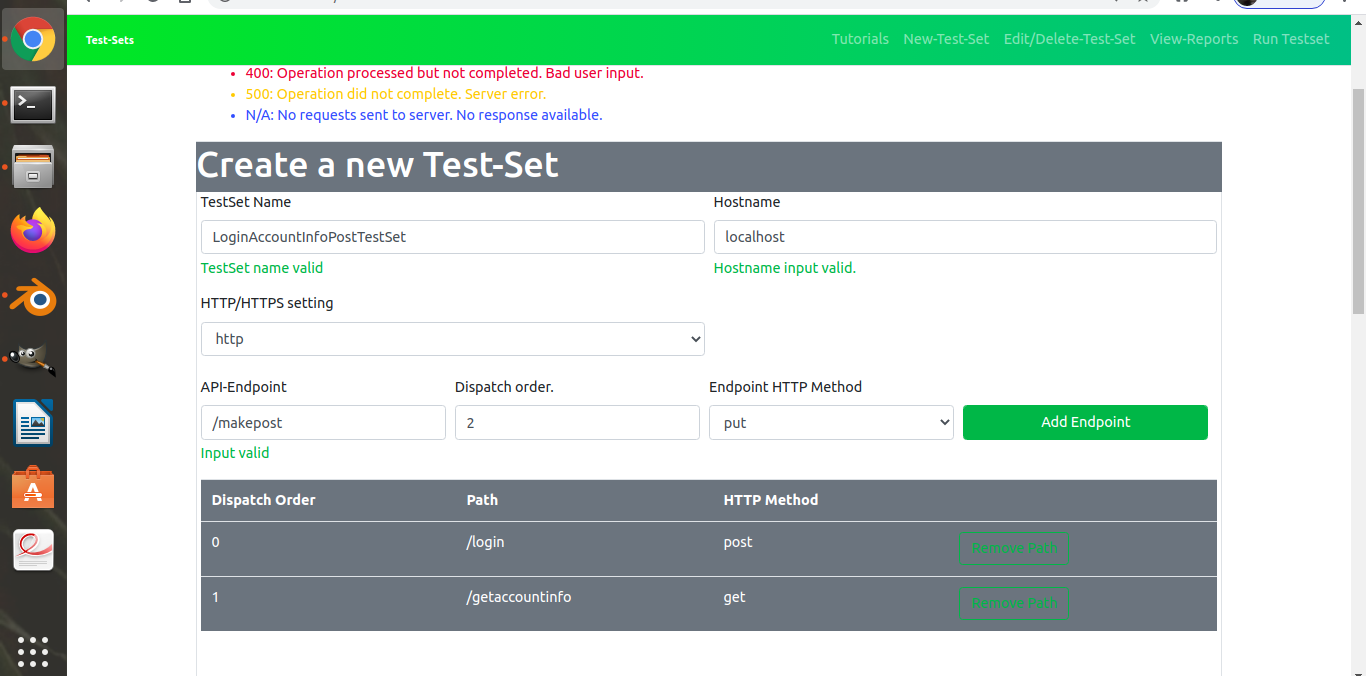 Test-Sets
Tutorials New-Test-Set Edit/Delete-Test-Set View-Reports Run Testset
400: Operation processed but not completed. Bad user input.
500: Operation did not complete. Server error.
N/A: No requests sent to server. No response available.
Create a new Test-Set
TestSet Name Hostname
LoginAccountInfoPostTestSet localhost
TestSet name valid Hostname input valid.
HTTP/HTTPS setting
http
API-Endpoint Dispatch order. Endpoint HTTP Method
/makepost 2 put Add Endpoint
Input valid
Dispatch Order Path HTTP Method
0 /login post Remove Path
1 /getaccountinfo get Remove Path